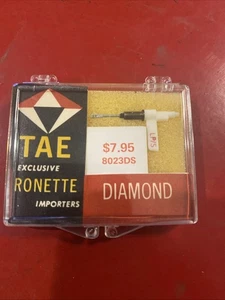 TAE
$7.95
8023DS
EXCLUSIVE
RONETTE
IMPORTERS
DIAMOND